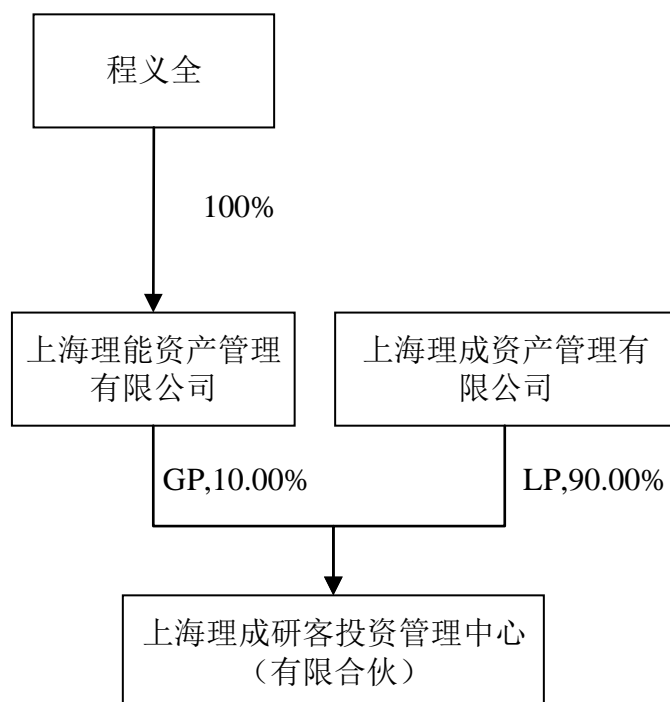 程义全
100%
上海理能资产管理
有限公司
上海理成资产管理有
限公司
GP,10.00%
LP,90.00%
上海理成研客投资管理中心
（有限合伙）